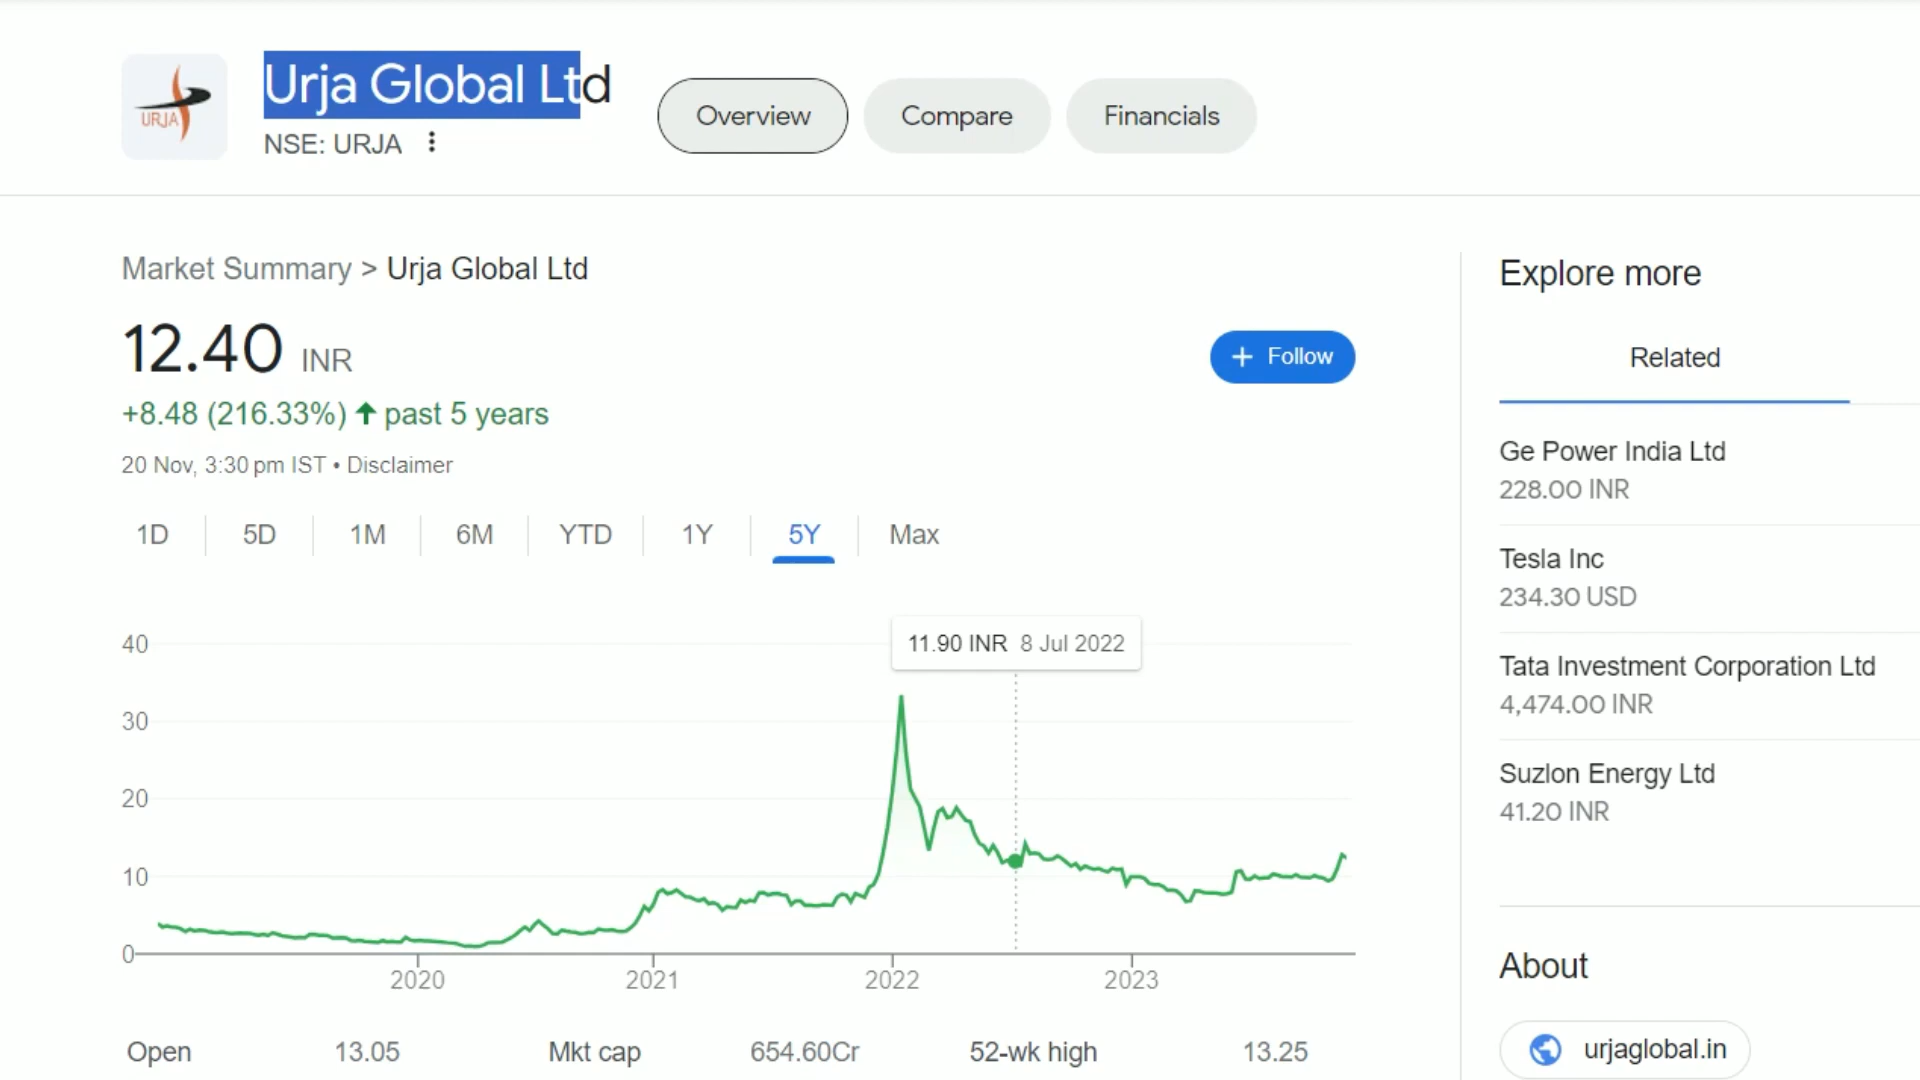 URJA
Urja Global Ltd
NSE: URJA
Overview
Compare
Financials
Market Summary > Urja Global Ltd
12.40 INR
+ Follow
+8.48 (216.33%) ↑ past 5 years
20 Nov, 3:30 pm IST • Disclaimer
1D 5D 1M 6M YTD 1Y 5Y Max
11.90 INR 8 Jul 2022
40
30
20
10
0
2020 2021 2022 2023
Open 13.05 Mkt cap 654.60Cr 52-wk high 13.25
Explore more
Related
Ge Power India Ltd
228.00 INR
Tesla Inc
234.30 USD
Tata Investment Corporation Ltd
4,474.00 INR
Suzlon Energy Ltd
41.20 INR
About
urjaglobal.in